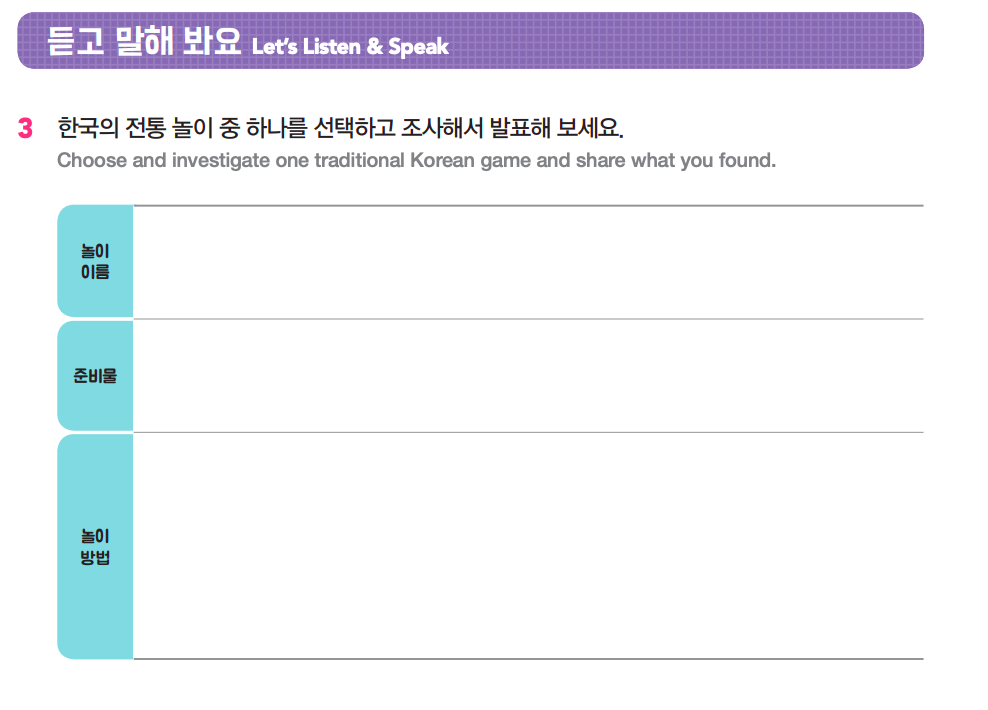 듣고 말해 봐요 Let's Listen & Speak
3 한국의 전통 놀이 중 하나를 선택하고 조사해서 발표해 보세요.
Choose and investigate one traditional Korean game and share what you found.
놀이
이름
준비물
놀이
방법